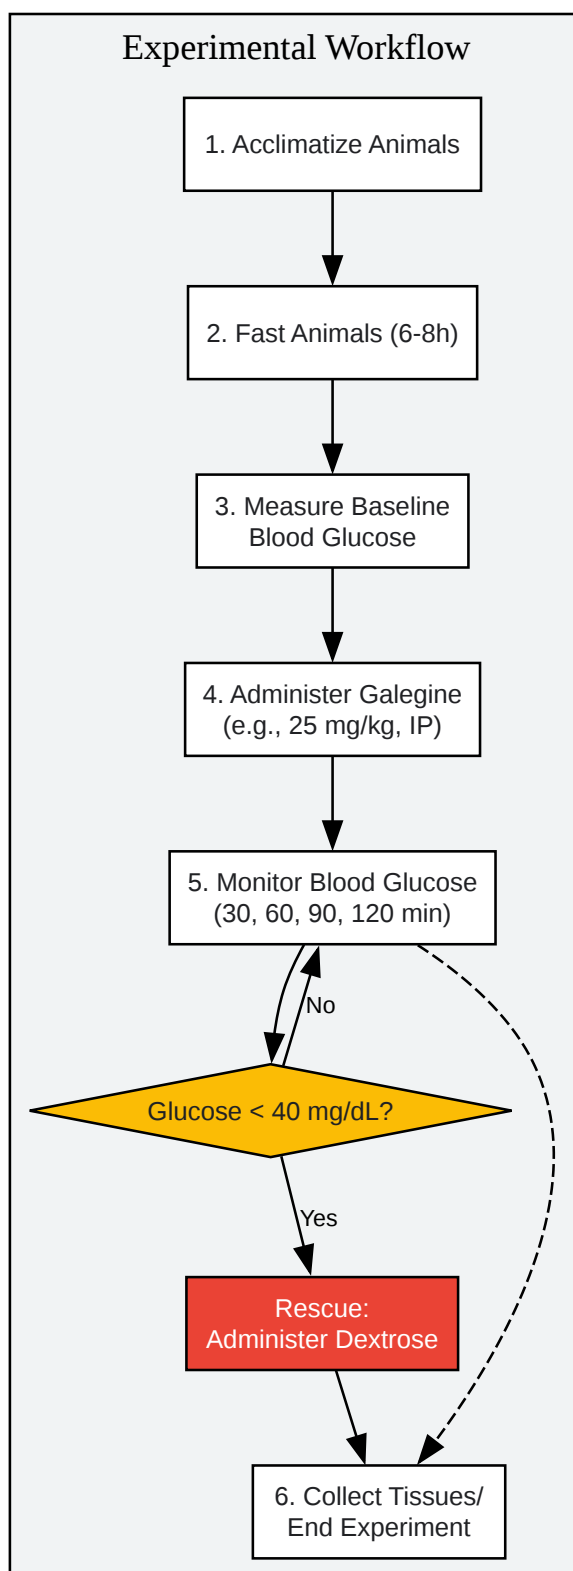 Experimental Workflow
1. Acclimatize Animals
2. Fast Animals (6-8h)
3. Measure Baseline
Blood Glucose
4. Administer Galegine
(e.g., 25 mg/kg, IP)
5. Monitor Blood Glucose
(30, 60, 90, 120 min)
No
Glucose < 40 mg/dL?
Yes
Rescue:
Administer Dextrose
6. Collect Tissues/
End Experiment